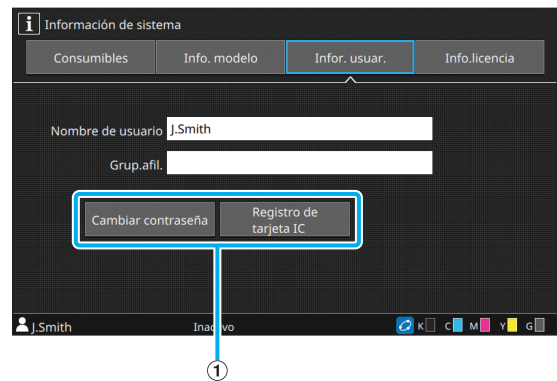 i Información de sistema
Consumibles Info. modelo Infor. usuar. Info.licencia
Nombre de usuario J.Smith
Grup.afil.
Cambiar contraseña Registro de
tarjeta IC
J.Smith K C M Y G
1